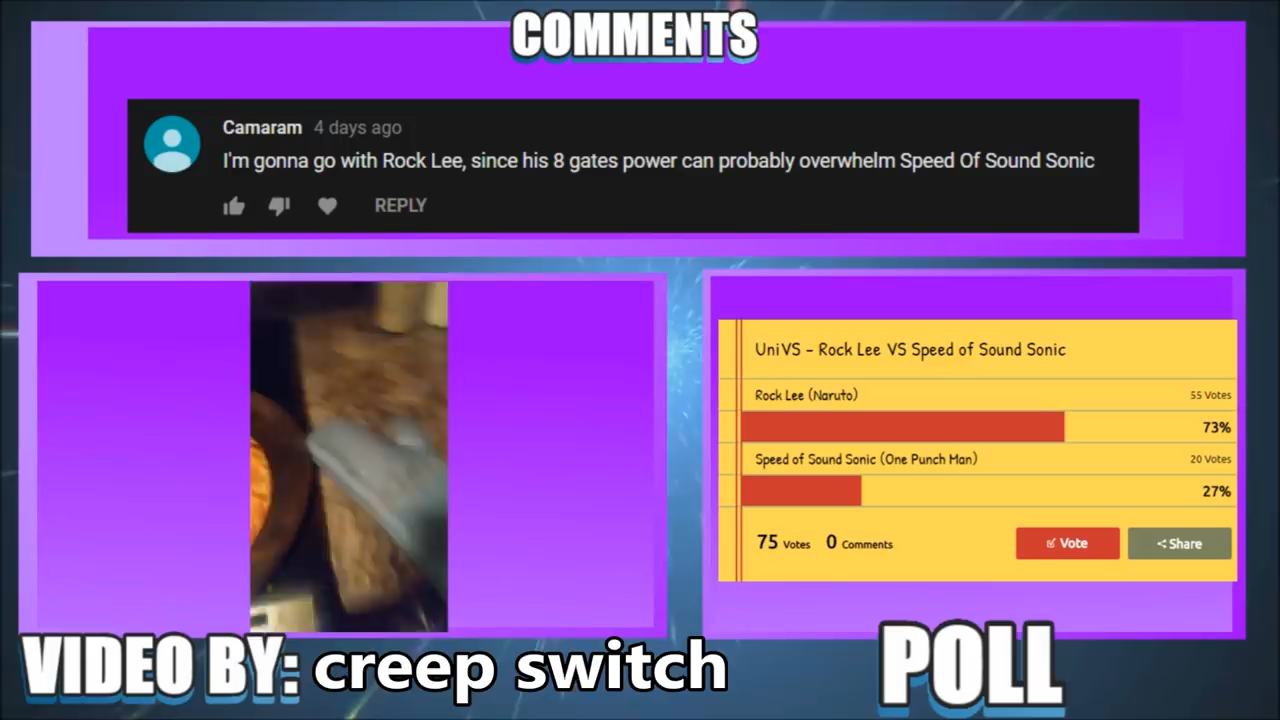 COMMENTS
Camaram 4 days ago
I'm gonna go with Rock Lee, since his 8 gates power can probably overwhelm Speed Of Sound Sonic
REPLY
UniVS - Rock Lee VS Speed of Sound Sonic
Rock Lee (Naruto) 55 Votes
73%
Speed of Sound Sonic (One Punch Man) 20 Votes
27%
75 Votes 0 Comments Vote Share
VIDEO BY: creep switch
POLL